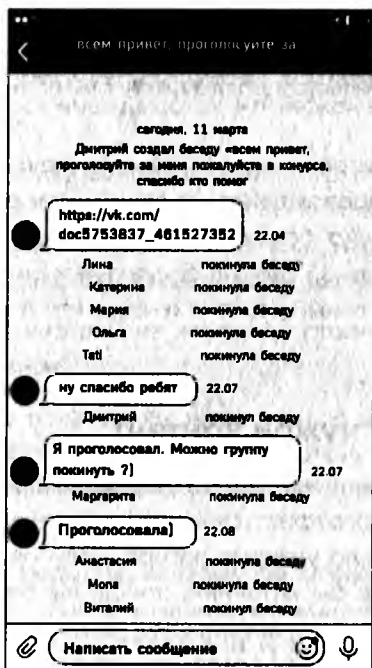 всем привет, проголосуйте за
сегодня, 11 марта
Дмитрий создал беседу «всем привет,
проголосуйте за меня пожалуйста в конурсе,
спасибо кто помог
https://vk.com/
doc5753837_461527352 22.04
Лина покинула беседу
Катерина покинула беседу
Мария покинула беседу
Ольга покинула беседу
Tati покинула беседу
ну спасибо ребят 22.07
Дмитрий покинул беседу
Я проголосовал. Можно группу
покинуть ?) 22.07
Маргарита покинула беседу
Проголосовала) 22.08
Анастасия покинула беседу
Мопа покинула беседу
Виталий покинул беседу
Написать сообщение